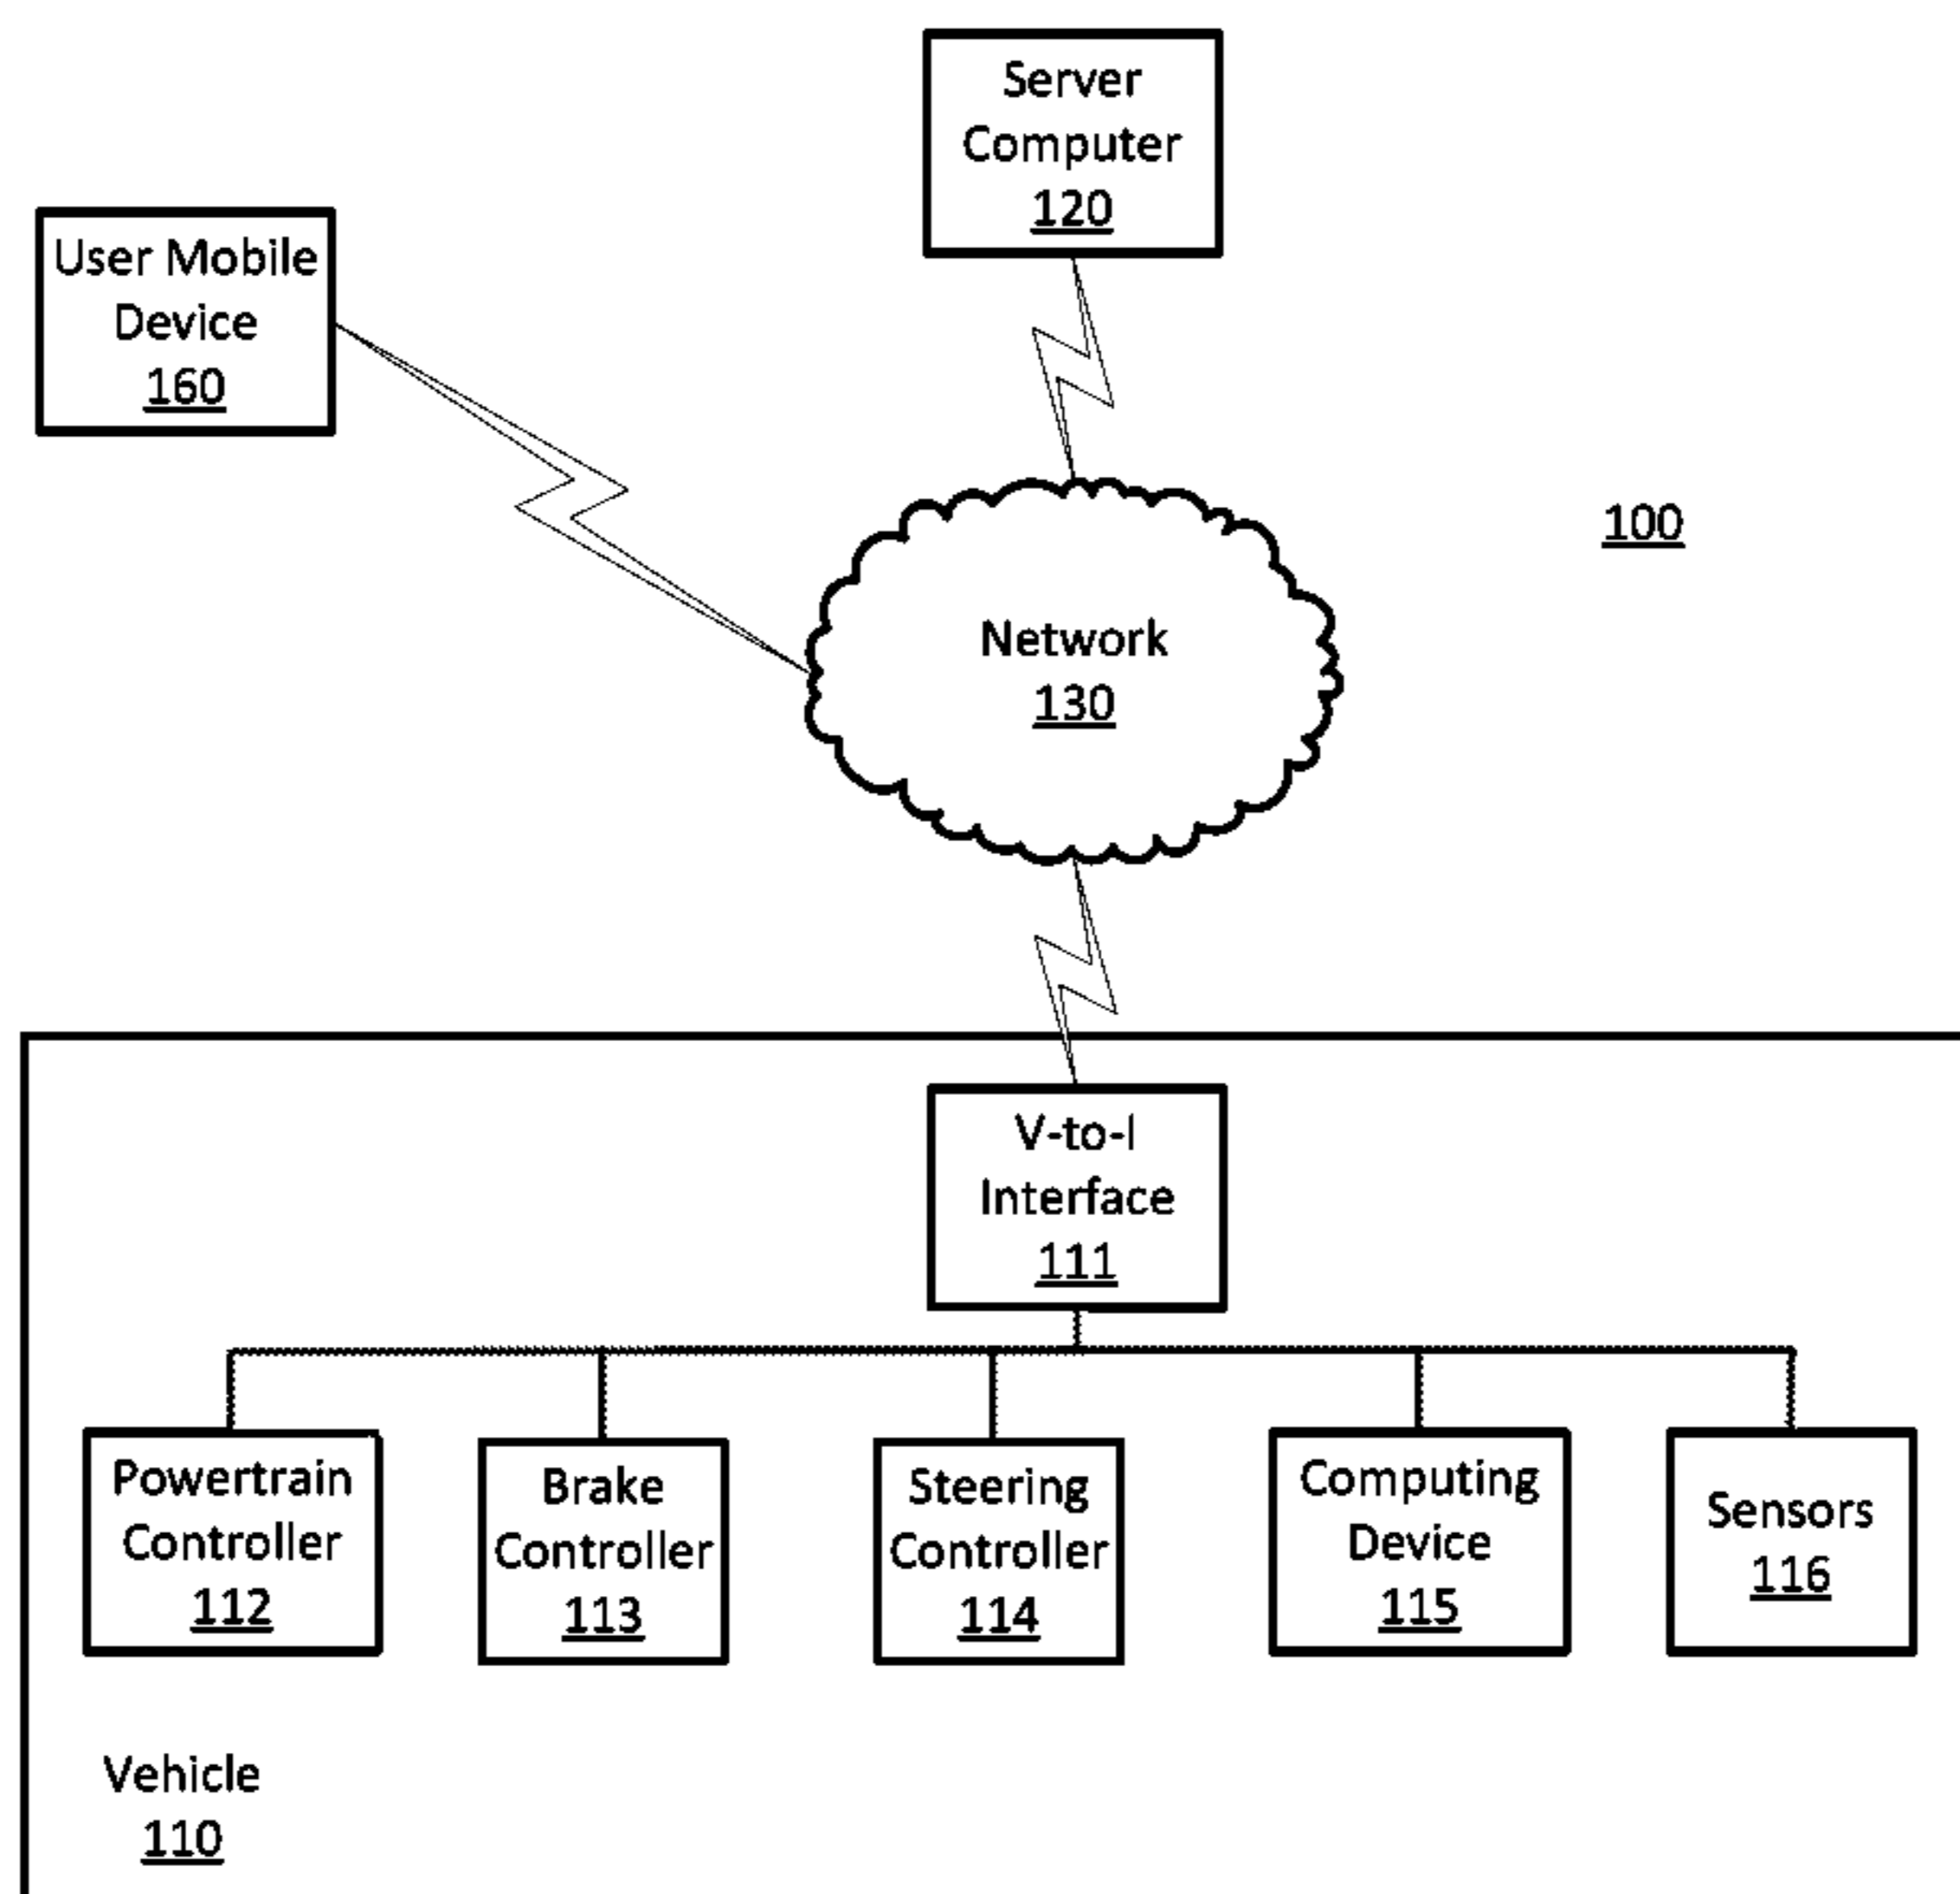 Server
Computer
120
User Mobile
Device
160
100
Network
130
V-to-I
Interface
111
Powertrain
Controller
112
Brake
Controller
113
Steering
Controller
114
Computing
Device
115
Sensors
116
Vehicle
110